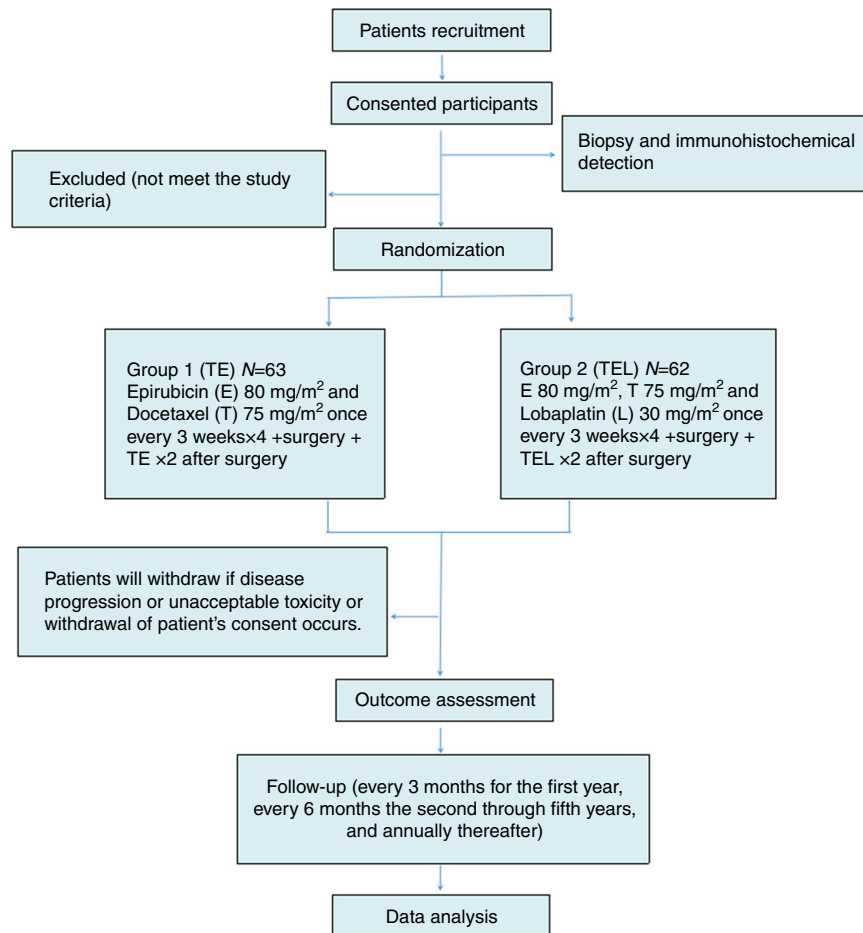 Patients recruitment
Consented participants
Biopsy and immunohistochemical
detection
Excluded (not meet the study
criteria)
Randomization
Group 1 (TE) N=63
Epirubicin (E) 80 mg/m² and
Docetaxel (T) 75 mg/m² once
every 3 weeks×4 +surgery +
TE ×2 after surgery
Group 2 (TEL) N=62
E 80 mg/m², T 75 mg/m² and
Lobaplatin (L) 30 mg/m² once
every 3 weeks×4 +surgery +
TEL ×2 after surgery
Patients will withdraw if disease
progression or unacceptable toxicity or
withdrawal of patient's consent occurs.
Outcome assessment
Follow-up (every 3 months for the first year,
every 6 months the second through fifth years,
and annually thereafter)
Data analysis